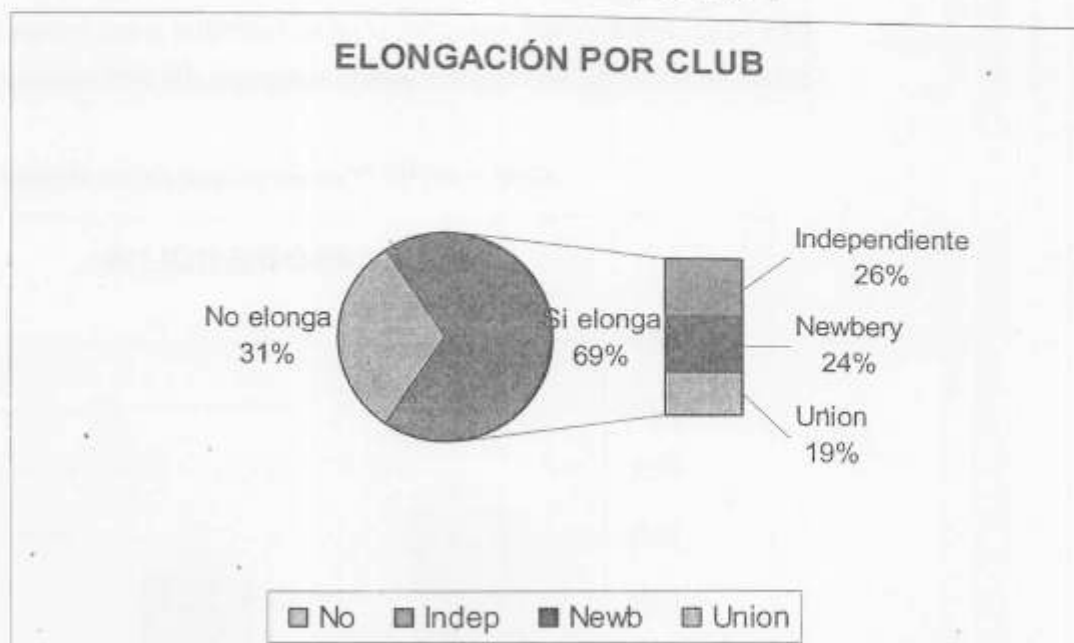 ELONGACIÓN POR CLUB
No elonga
31%
Si elonga
69%
Independiente
26%
Newbery
24%
Union
19%
No Indep Newb Union